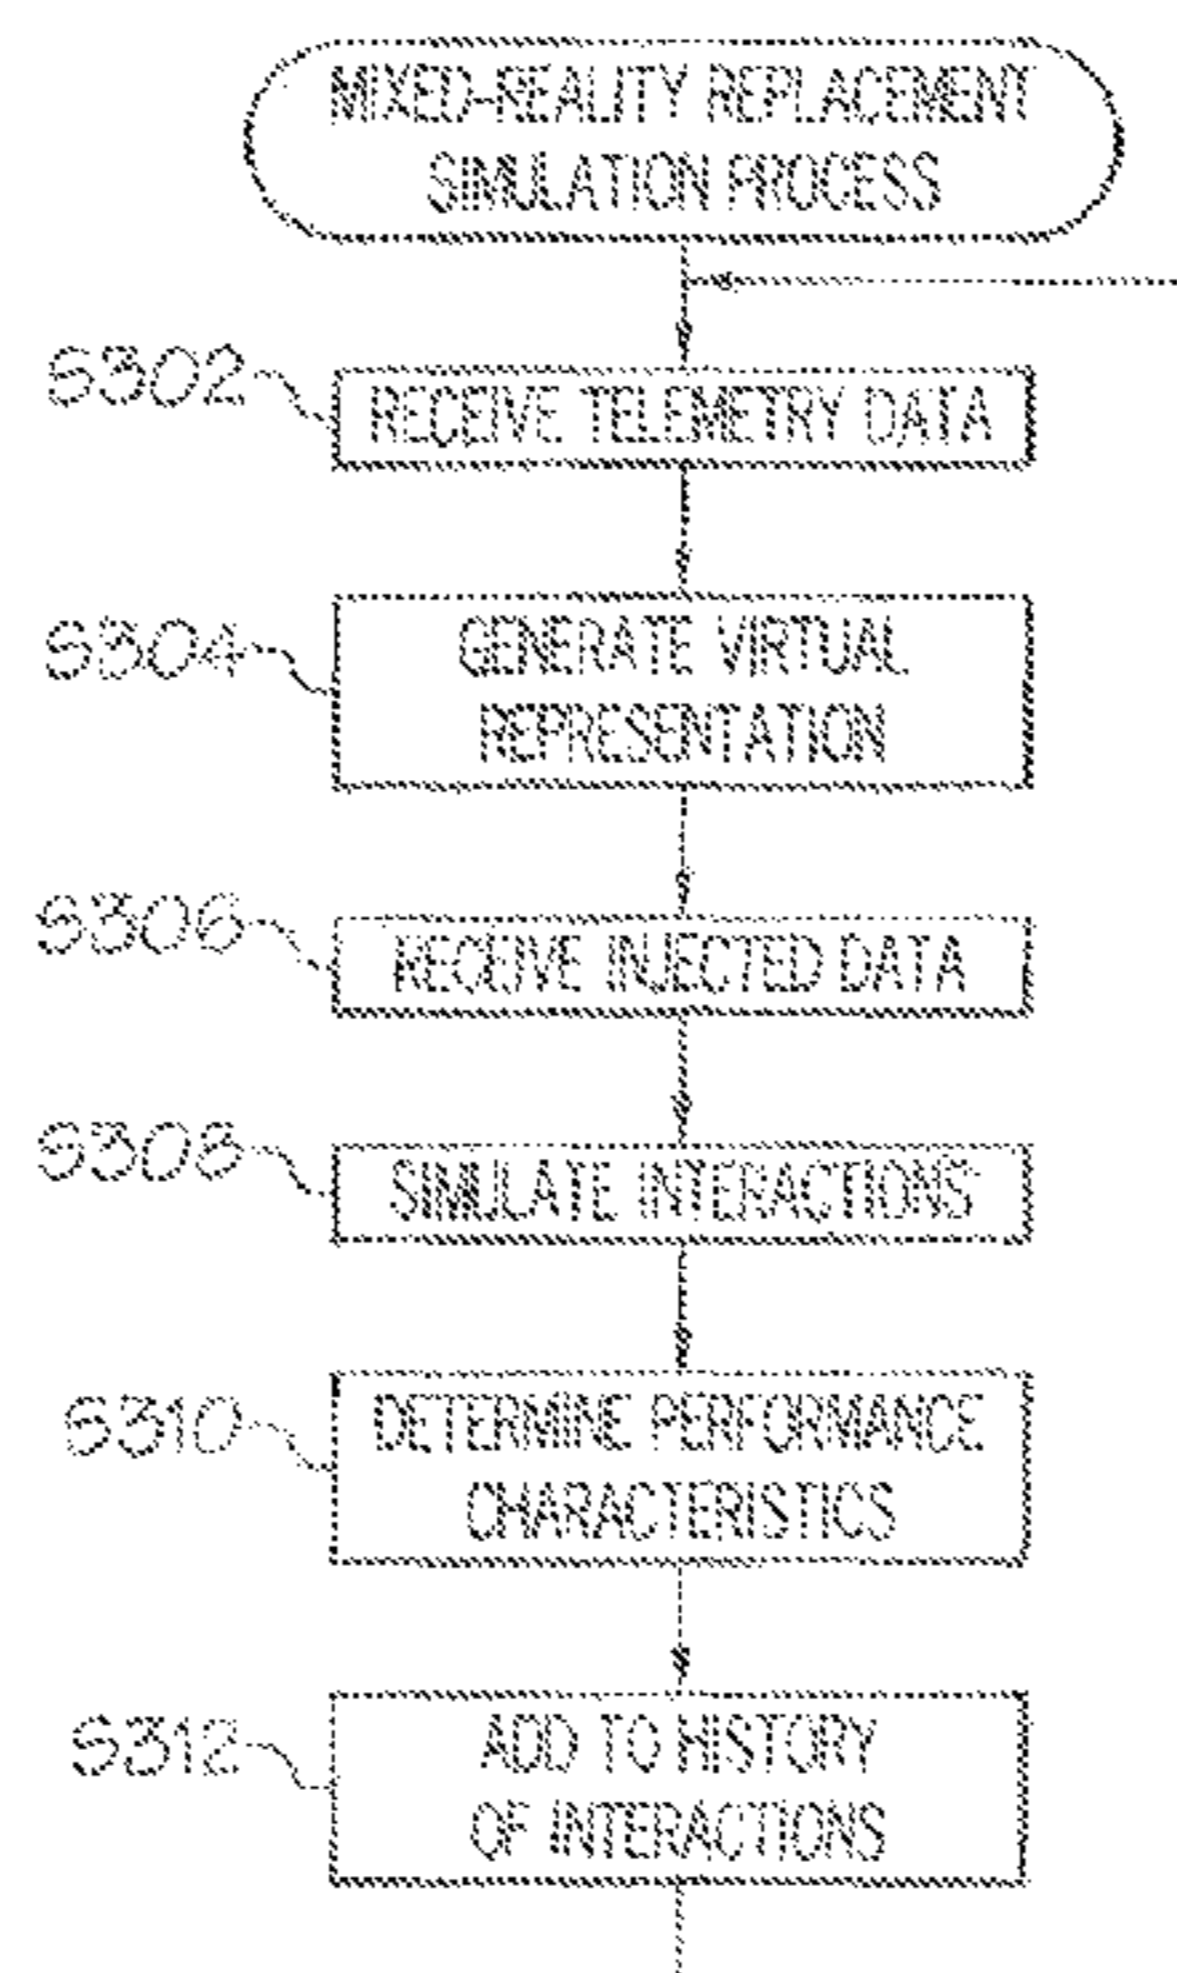 MIXED-REALITY REPLACEMENT
SIMULATION PROCESS
S302
RECEIVE TELEMETRY DATA
S304
GENERATE VIRTUAL
REPRESENTATION
S306
RECEIVE INJECTED DATA
S308
SIMULATE INTERACTIONS
S310
DETERMINE PERFORMANCE
CHARACTERISTICS
S312
ADD TO HISTORY
OF INTERACTIONS